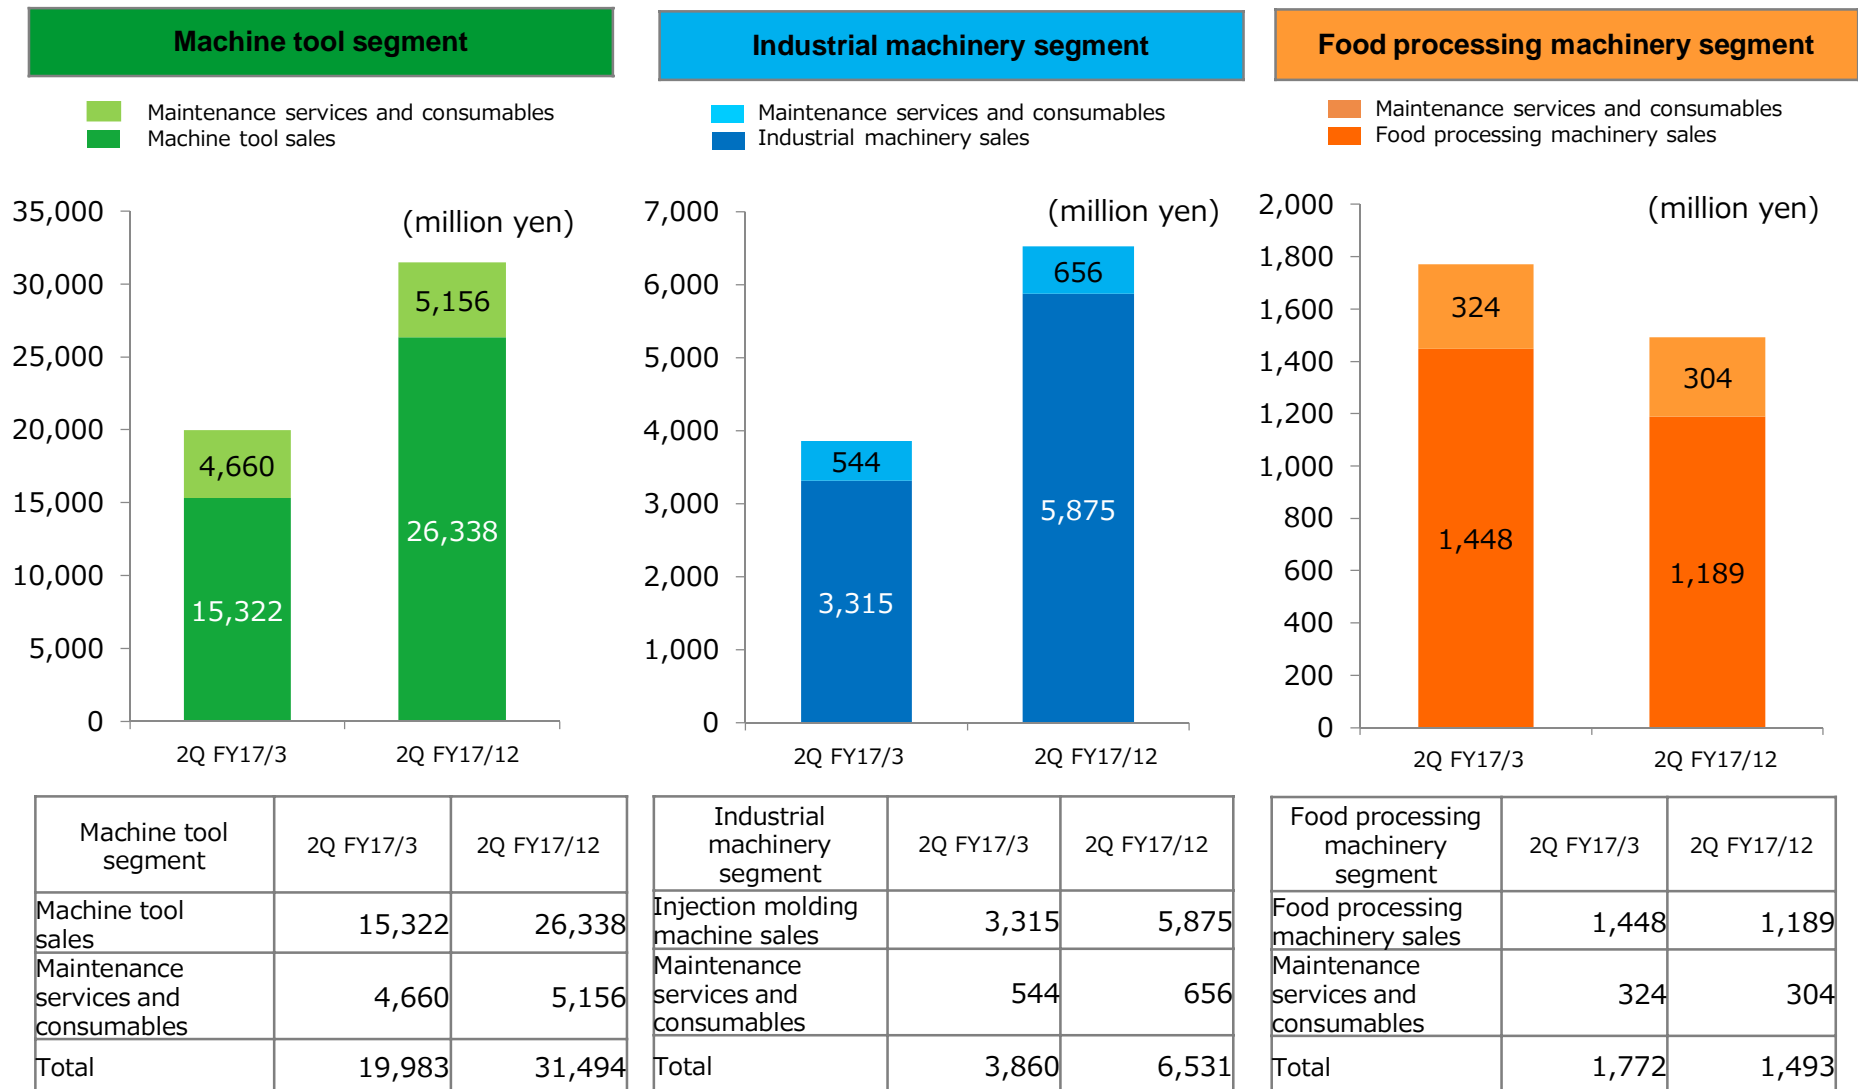 Machine tool segment
Maintenance services and consumables
Machine tool sales
(million yen)
35,000
30,000
25,000
20,000
15,000
10,000
5,000
0
4,660
15,322
5,156
26,338
2Q FY17/3
2Q FY17/12
Machine tool
segment
2Q FY17/3
2Q FY17/12
Machine tool
sales
15,322
26,338
Maintenance
services and
consumables
4,660
5,156
Total
19,983
31,494
Industrial machinery segment
Maintenance services and consumables
Industrial machinery sales
(million yen)
7,000
6,000
5,000
4,000
3,000
2,000
1,000
0
544
3,315
656
5,875
2Q FY17/3
2Q FY17/12
Industrial
machinery
segment
2Q FY17/3
2Q FY17/12
Injection molding
machine sales
3,315
5,875
Maintenance
services and
consumables
544
656
Total
3,860
6,531
Food processing machinery segment
Maintenance services and consumables
Food processing machinery sales
(million yen)
2,000
1,800
1,600
1,400
1,200
1,000
800
600
400
200
0
324
1,448
304
1,189
2Q FY17/3
2Q FY17/12
Food processing
machinery
segment
2Q FY17/3
2Q FY17/12
Food processing
machinery sales
1,448
1,189
Maintenance
services and
consumables
324
304
Total
1,772
1,493